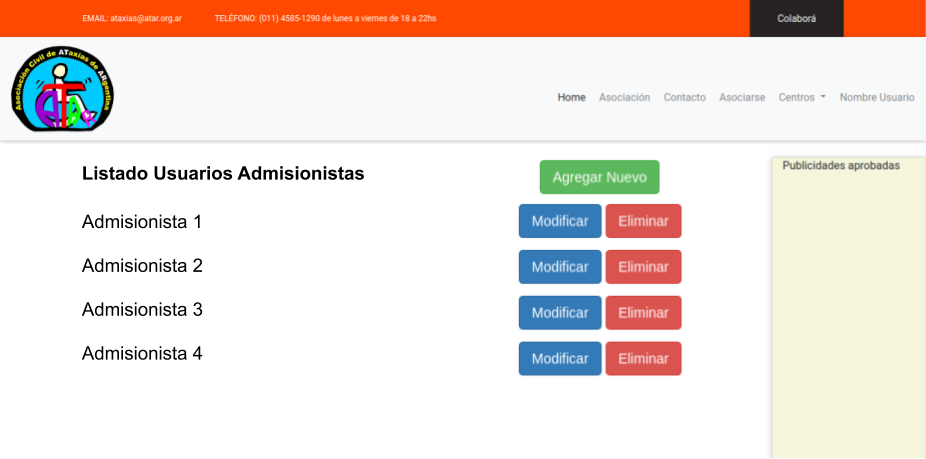 EMAIL: ataxias@atar.org.ar TELÉFONO: (011) 4585-1290 de lunes a viernes de 18 a 22hs Colaborá
Asociación Civil de ATaxias de ARgentina
ATAR
Home Asociación Contacto Asociarse Centros Nombre Usuario
Listado Usuarios Admisionistas Agregar Nuevo Publicidades aprobadas
Admisionista 1 Modificar Eliminar
Admisionista 2 Modificar Eliminar
Admisionista 3 Modificar Eliminar
Admisionista 4 Modificar Eliminar